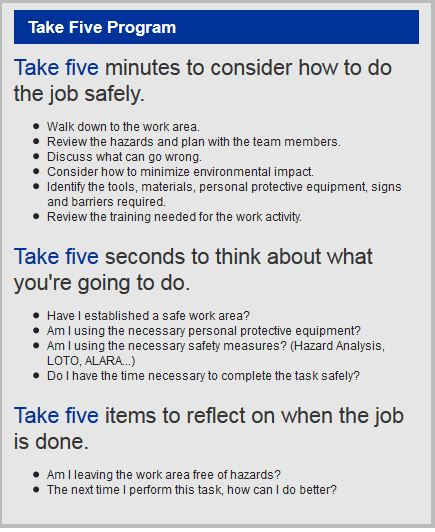 Take Five Program
Take five minutes to consider how to do
the job safely.
Walk down to the work area.
Review the hazards and plan with the team members.
Discuss what can go wrong.
Consider how to minimize environmental impact.
Identify the tools, materials, personal protective equipment, signs
and barriers required.
Review the training needed for the work activity.
Take five seconds to think about what
you're going to do.
Have I established a safe work area?
Am I using the necessary personal protective equipment?
Am I using the necessary safety measures? (Hazard Analysis,
LOTO, ALARA...)
Do I have the time necessary to complete the task safely?
Take five items to reflect on when the job
is done.
Am I leaving the work area free of hazards?
The next time I perform this task, how can I do better?